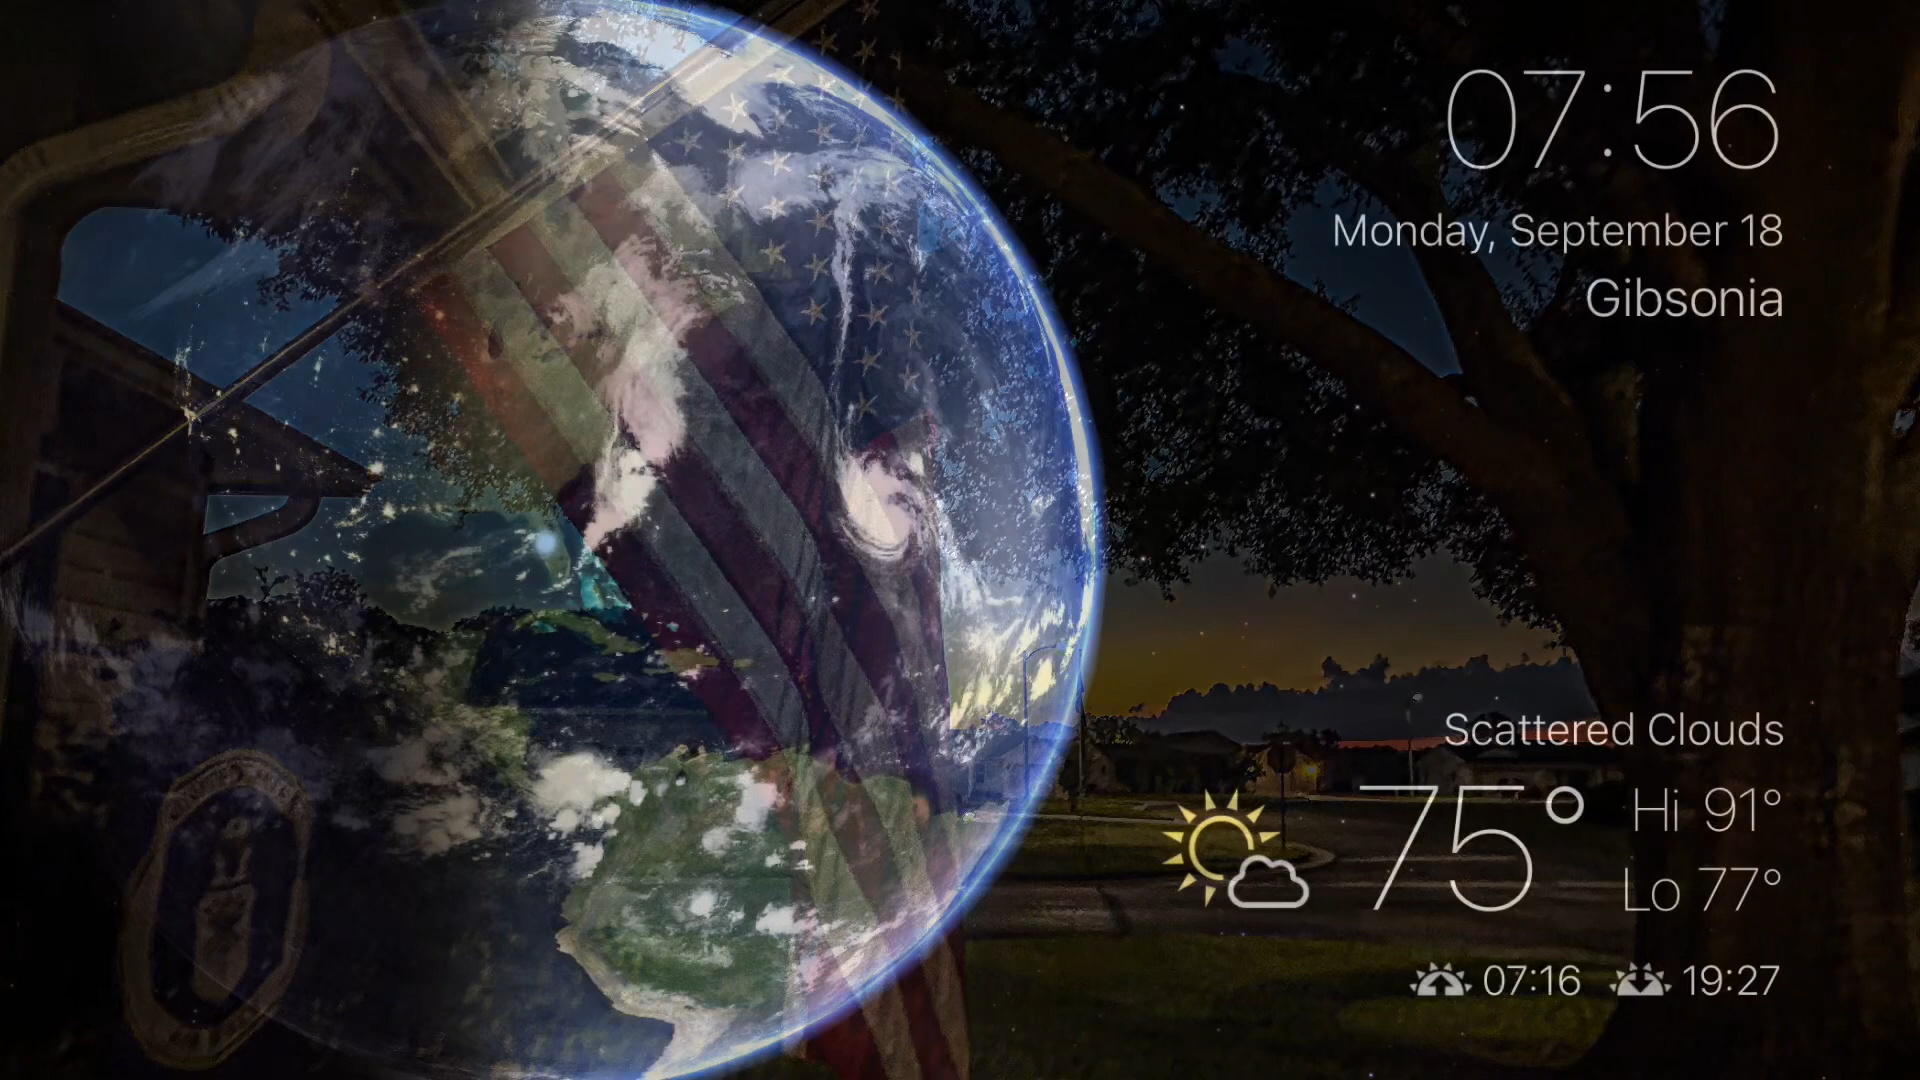 07:56
Monday, September 18
Gibsonia
Scattered Clouds
75° Hi 91°
Lo 77°
07:16 19:27